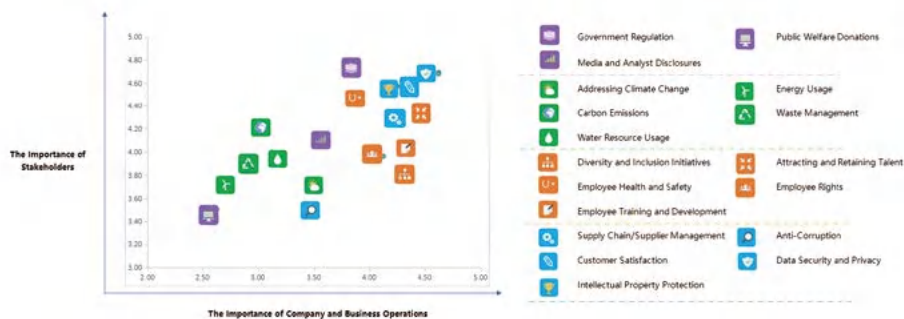 5.00
4.80
4.60
4.40
4.20
4.00
3.80
3.60
3.40
3.20
3.00
2.00 2.50 3.00 3.50 4.00 4.50 5.00
The Importance of
Stakeholders
The Importance of Company and Business Operations
Government Regulation Public Welfare Donations
Media and Analyst Disclosures
Addressing Climate Change Energy Usage
Carbon Emissions Waste Management
Water Resource Usage
Diversity and Inclusion Initiatives Attracting and Retaining Talent
Employee Health and Safety Employee Rights
Employee Training and Development
Supply Chain/Supplier Management Anti-Corruption
Customer Satisfaction Data Security and Privacy
Intellectual Property Protection